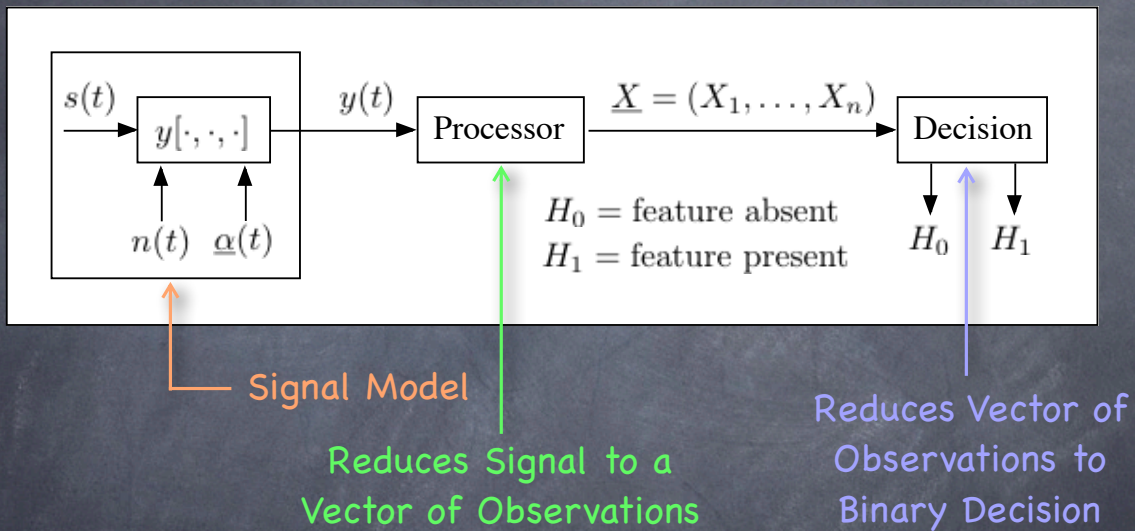 s(t)
y[·, ·, ·]
n(t) α(t)
y(t)
Processor
X = (X₁, . . . , Xₙ)
Decision
H₀ = feature absent
H₁ = feature present
H₀ H₁
Signal Model
Reduces Signal to a
Vector of Observations
Reduces Vector of
Observations to
Binary Decision